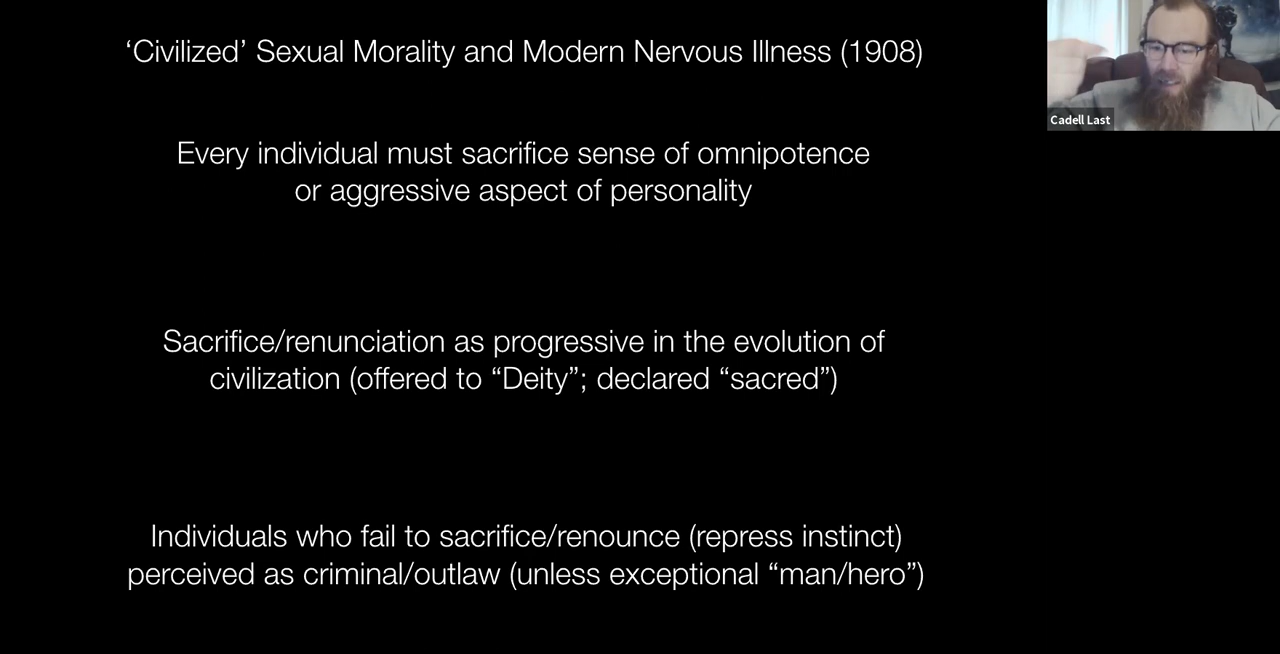 ‘Civilized’ Sexual Morality and Modern Nervous Illness (1908)
Cadell Last
Every individual must sacrifice sense of omnipotence
or aggressive aspect of personality
Sacrifice/renunciation as progressive in the evolution of
civilization (offered to “Deity”; declared “sacred”)
Individuals who fail to sacrifice/renounce (repress instinct)
perceived as criminal/outlaw (unless exceptional “man/hero”)